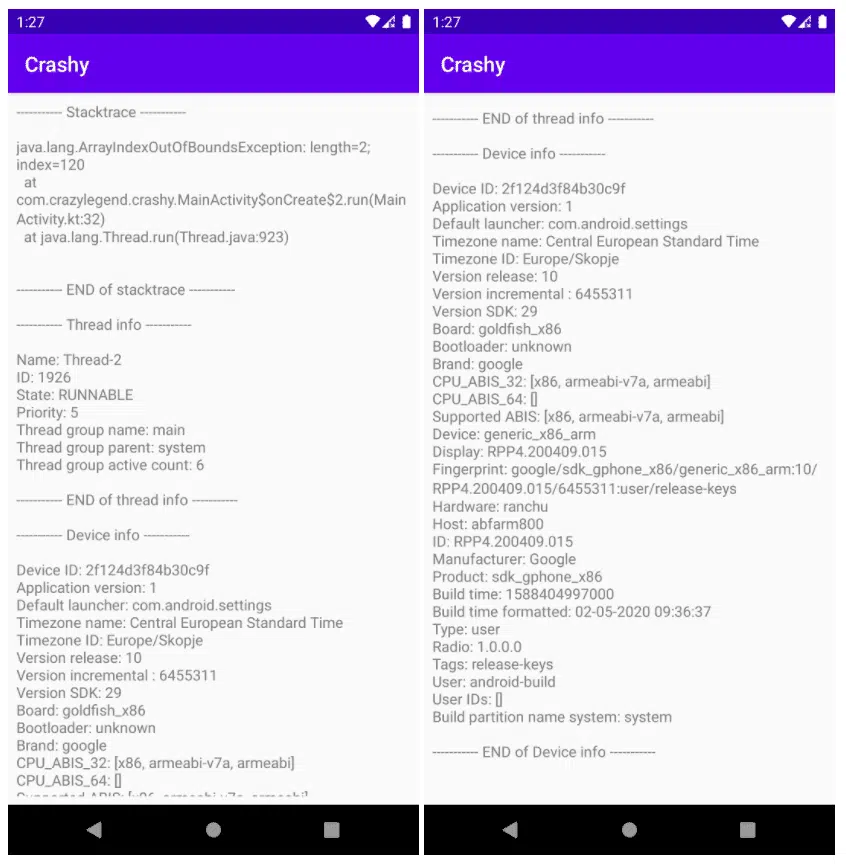 1:27
Crashy
----------- Stacktrace -----------
java.lang.ArrayIndexOutOfBoundsException: length=2;
index=120
at
com.crazylegend.crashy.MainActivity$onCreate$2.run(Main
Activity.kt:32)
at java.lang.Thread.run(Thread.java:923)
----------- END of stacktrace -----------
----------- Thread info -----------
Name: Thread-2
ID: 1926
State: RUNNABLE
Priority: 5
Thread group name: main
Thread group parent: system
Thread group active count: 6
----------- END of thread info -----------
----------- Device info -----------
Device ID: 2f124d3f84b30c9f
Application version: 1
Default launcher: com.android.settings
Timezone name: Central European Standard Time
Timezone ID: Europe/Skopje
Version release: 10
Version incremental : 6455311
Version SDK: 29
Board: goldfish_x86
Bootloader: unknown
Brand: google
CPU_ABIS_32: [x86, armeabi-v7a, armeabi]
CPU_ABIS_64: []
Supported ABIS: [x86, armeabi-v7a, armeabi]
1:27
Crashy
----------- END of thread info -----------
----------- Device info -----------
Device ID: 2f124d3f84b30c9f
Application version: 1
Default launcher: com.android.settings
Timezone name: Central European Standard Time
Timezone ID: Europe/Skopje
Version release: 10
Version incremental : 6455311
Version SDK: 29
Board: goldfish_x86
Bootloader: unknown
Brand: google
CPU_ABIS_32: [x86, armeabi-v7a, armeabi]
CPU_ABIS_64: []
Supported ABIS: [x86, armeabi-v7a, armeabi]
Device: generic_x86_arm
Display: RPP4.200409.015
Fingerprint: google/sdk_gphone_x86/generic_x86_arm:10/
RPP4.200409.015/6455311:user/release-keys
Hardware: ranchu
Host: abfarm800
ID: RPP4.200409.015
Manufacturer: Google
Product: sdk_gphone_x86
Build time: 1588404997000
Build time formatted: 02-05-2020 09:36:37
Type: user
Radio: 1.0.0.0
Tags: release-keys
User: android-build
User IDs: []
Build partition name system: system
----------- END of Device info -----------